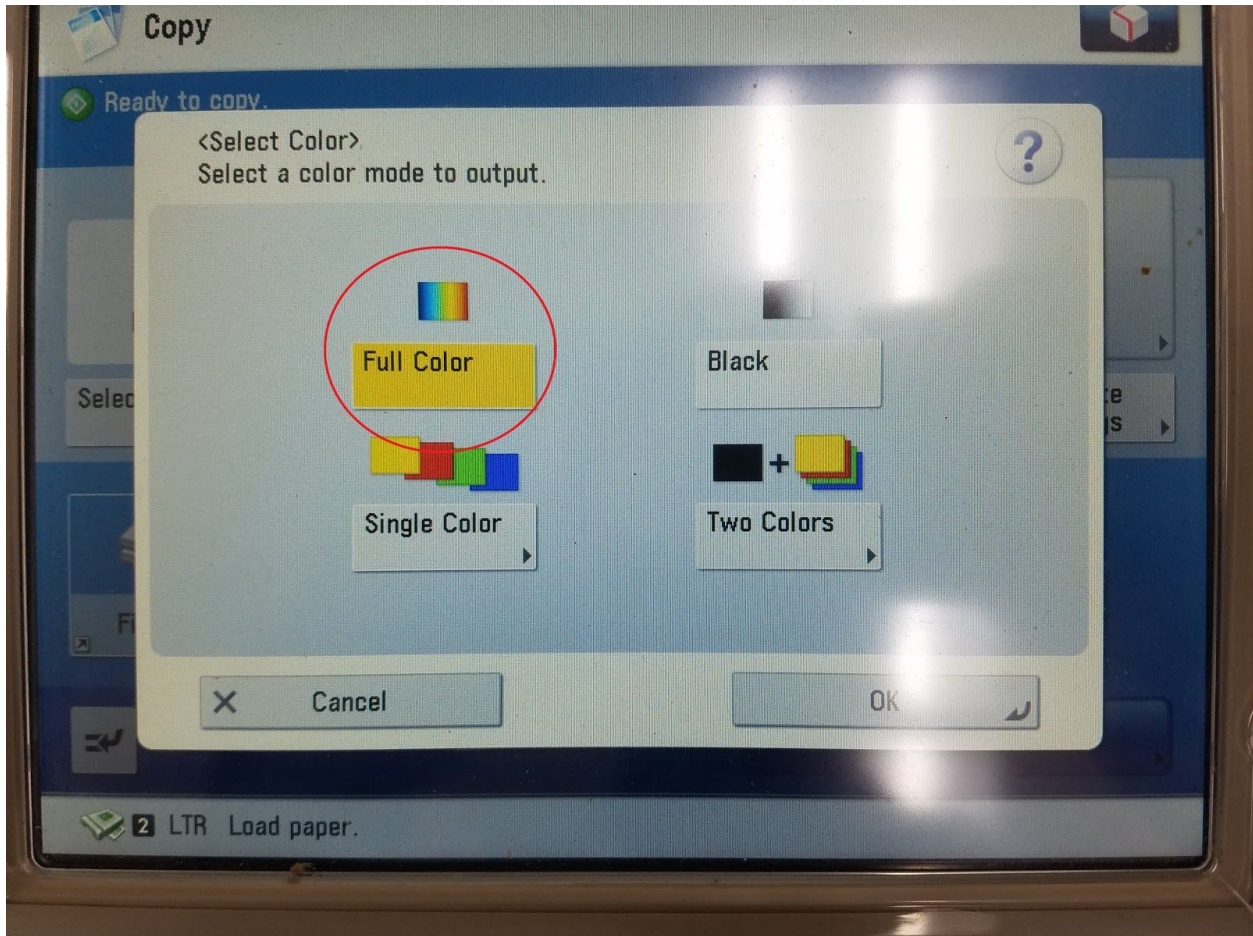 Copy
Ready to copy.
<Select Color>
Select a color mode to output.
?
Full Color
Black
Single Color
+
Two Colors
Cancel
OK
2 LTR Load paper.